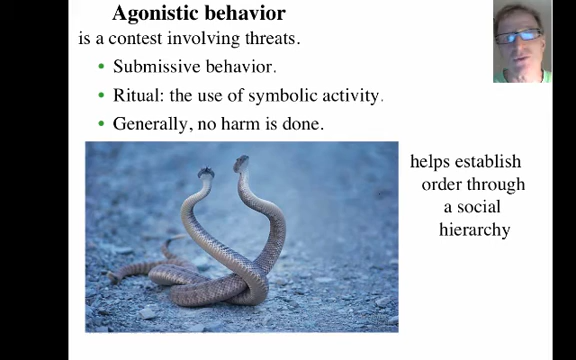 Agonistic behavior
is a contest involving threats.
• Submissive behavior.
• Ritual: the use of symbolic activity.
• Generally, no harm is done.
helps establish
order through
a social
hierarchy